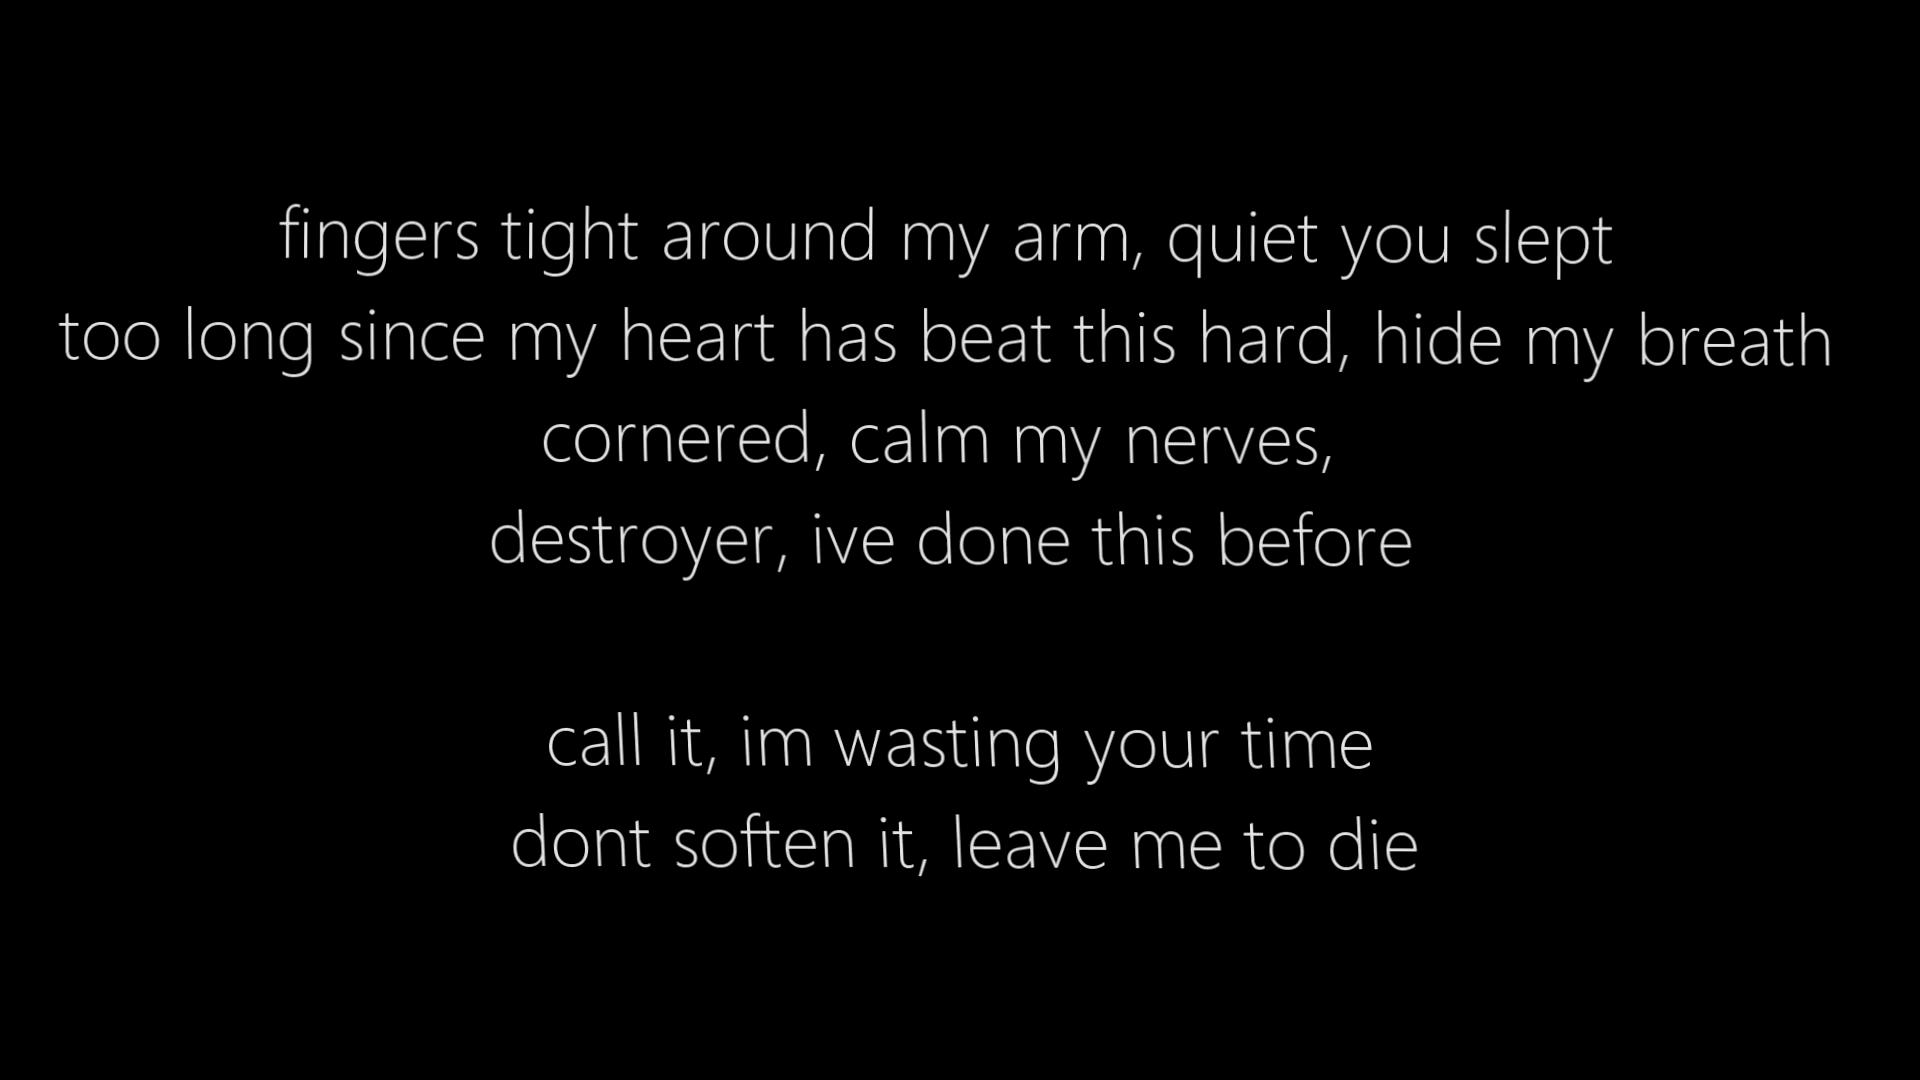 fingers tight around my arm, quiet you slept
too long since my heart has beat this hard, hide my breath
cornered, calm my nerves,
destroyer, ive done this before
call it, im wasting your time
dont soften it, leave me to die